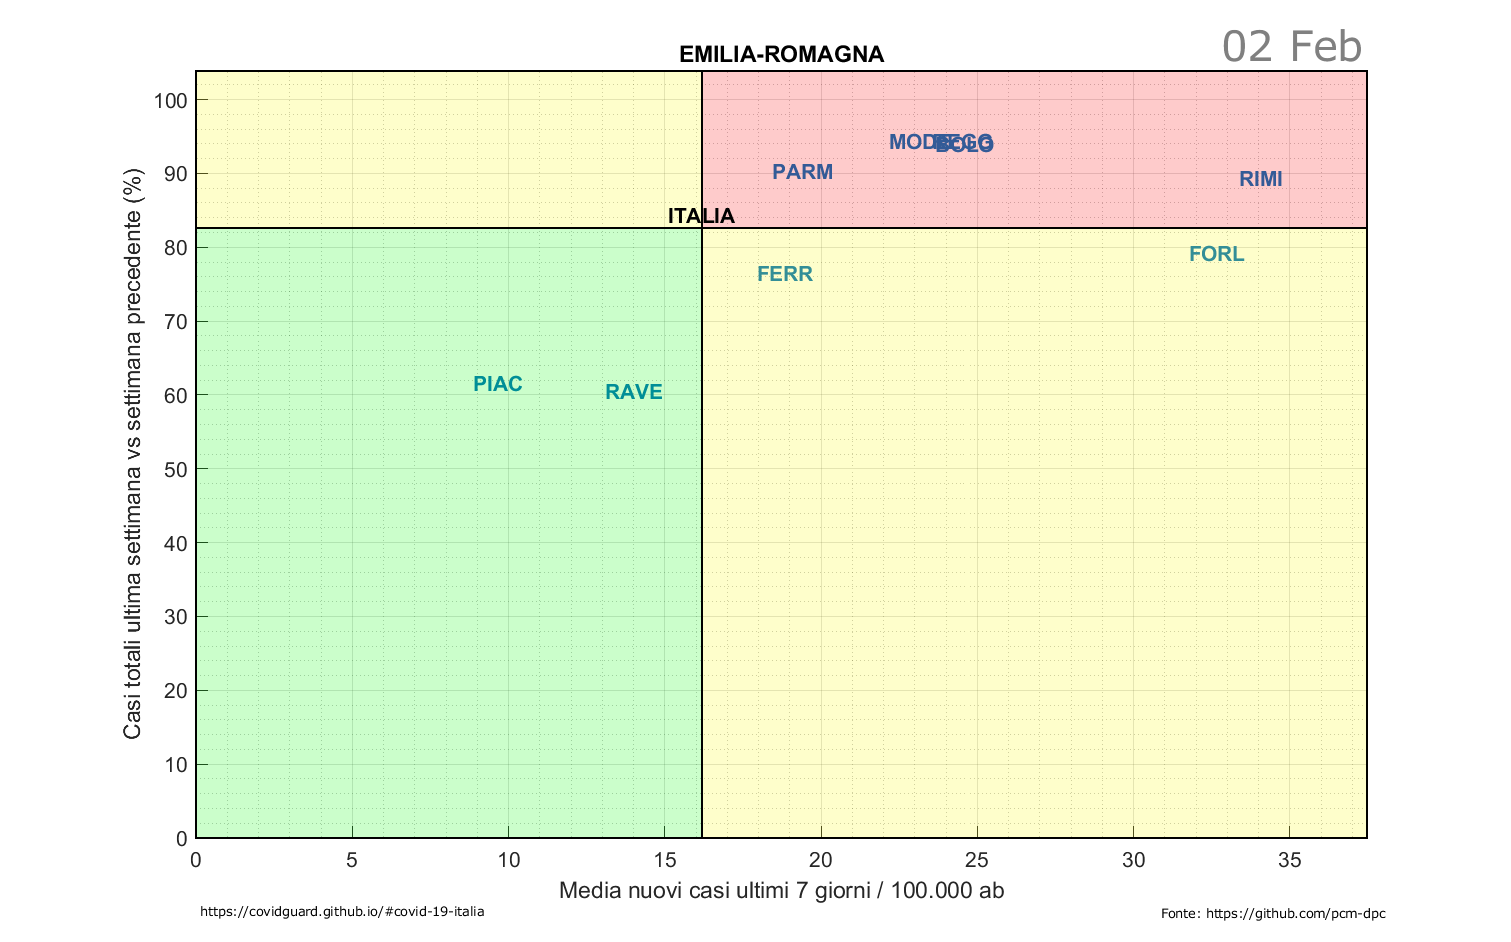 02 Feb
EMILIA-ROMAGNA
Casi totali ultima settimana vs settimana precedente (%)
100
90
80
70
60
50
40
30
20
10
0
MODE
REGG
BOLO
PARM
RIMI
ITALIA
FORL
FERR
PIAC
RAVE
0 5 10 15 20 25 30 35
Media nuovi casi ultimi 7 giorni / 100.000 ab
https://covidguard.github.io/#covid-19-italia
Fonte: https://github.com/pcm-dpc